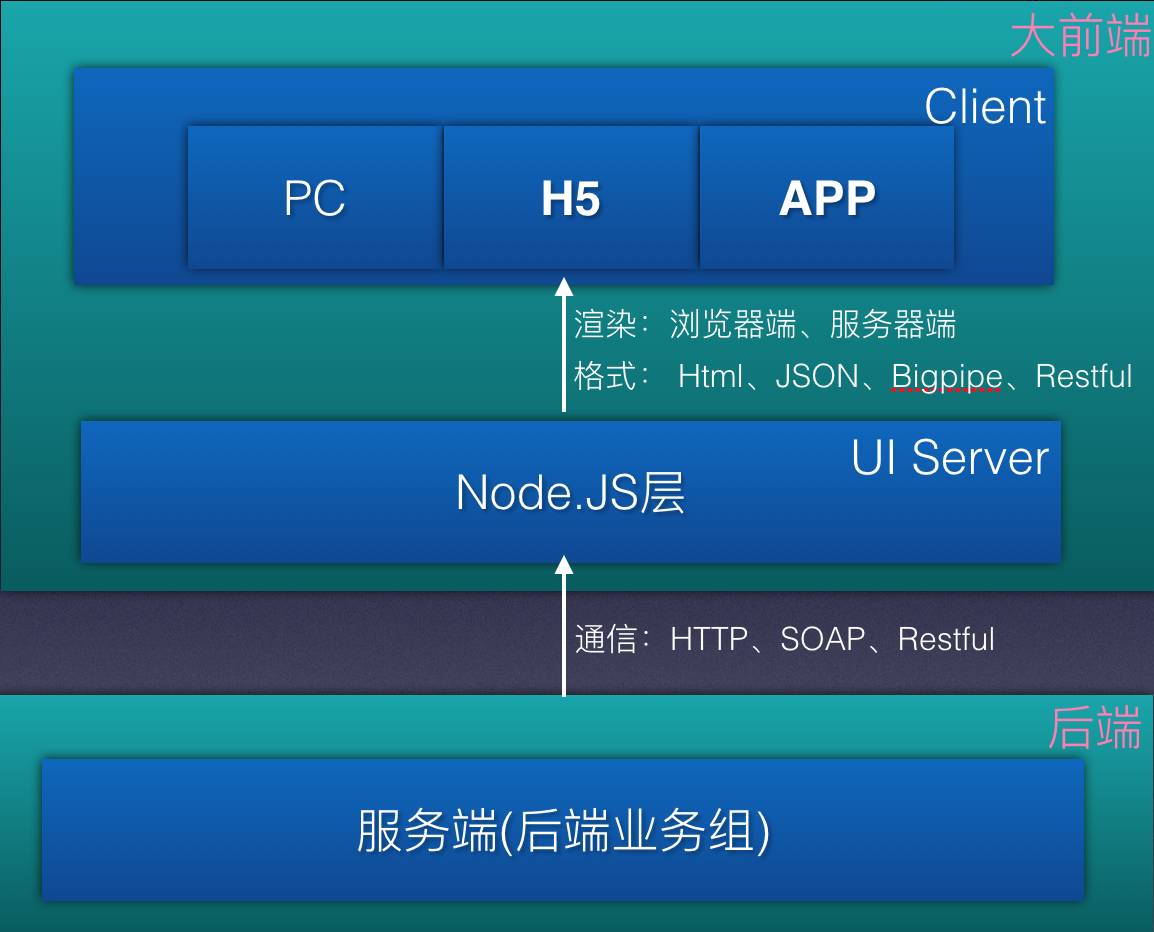 大前端
Client
PC
H5
APP
渲染：浏览器端、服务器端
格式： Html、JSON、Bigpipe、Restful
UI Server
Node.JS层
通信：HTTP、SOAP、Restful
后端
服务端(后端业务组)